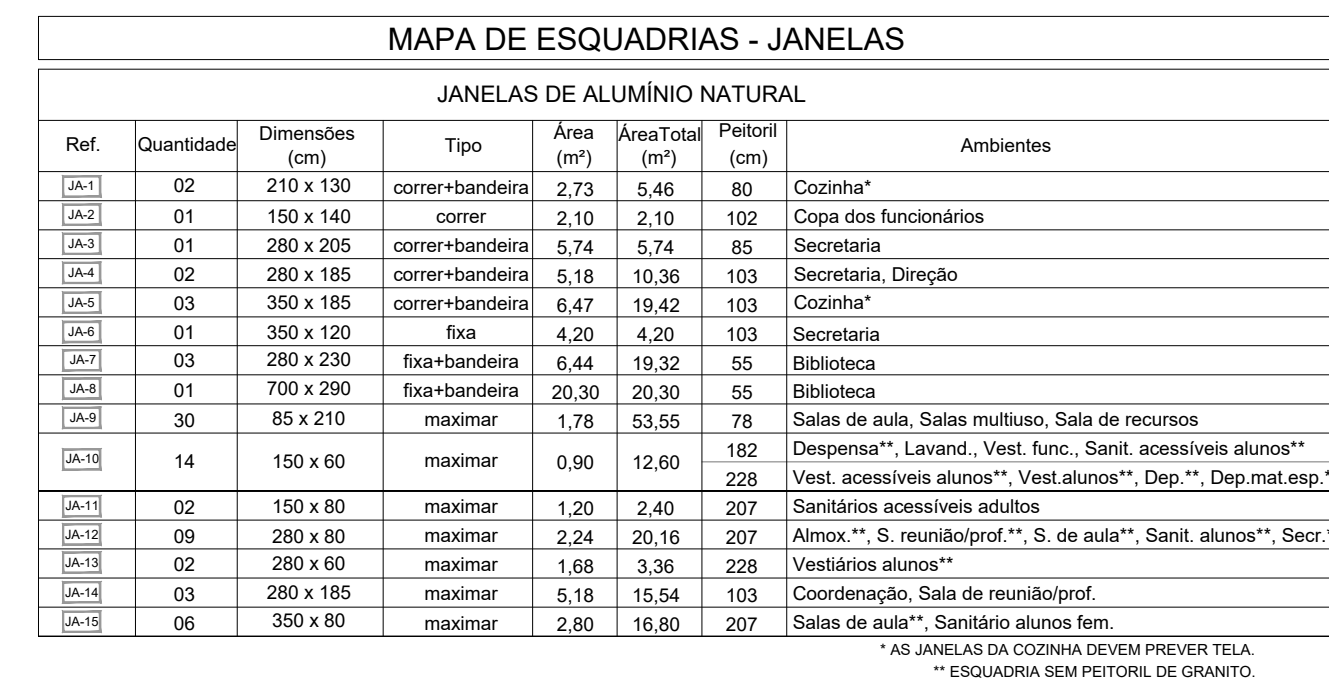 MAPA DE ESQUADRIAS - JANELAS
JANELAS DE ALUMÍNIO NATURAL
Ref. Quantidade Dimensões (cm) Tipo Área (m²) ÁreaTotal (m²) Peitoril (cm) Ambientes
JA-1 02 210 x 130 correr+bandeira 2,73 5,46 80 Cozinha*
JA-2 01 150 x 140 correr 2,10 2,10 102 Copa dos funcionários
JA-3 01 280 x 205 correr+bandeira 5,74 5,74 85 Secretaria
JA-4 02 280 x 185 correr+bandeira 5,18 10,36 103 Secretaria, Direção
JA-5 03 350 x 185 correr+bandeira 6,47 19,42 103 Cozinha*
JA-6 01 350 x 120 fixa 4,20 4,20 103 Secretaria
JA-7 03 280 x 230 fixa+bandeira 6,44 19,32 55 Biblioteca
JA-8 01 700 x 290 fixa+bandeira 20,30 20,30 55 Biblioteca
JA-9 30 85 x 210 maximar 1,78 53,55 78 Salas de aula, Salas multiuso, Sala de recursos
JA-10 14 150 x 60 maximar 0,90 12,60 182 Despensa**, Lavand., Vest. func., Sanit. acessíveis alunos**
228 Vest. acessíveis alunos**, Vest.alunos**, Dep.**, Dep.mat.esp.*
JA-11 02 150 x 80 maximar 1,20 2,40 207 Sanitários acessíveis adultos
JA-12 09 280 x 80 maximar 2,24 20,16 207 Almox.**, S. reunião/prof.**, S. de aula**, Sanit. alunos**, Secr.*
JA-13 02 280 x 60 maximar 1,68 3,36 228 Vestiários alunos**
JA-14 03 280 x 185 maximar 5,18 15,54 103 Coordenação, Sala de reunião/prof.
JA-15 06 350 x 80 maximar 2,80 16,80 207 Salas de aula**, Sanitário alunos fem.
* AS JANELAS DA COZINHA DEVEM PREVER TELA.
** ESQUADRIA SEM PEITORIL DE GRANITO.